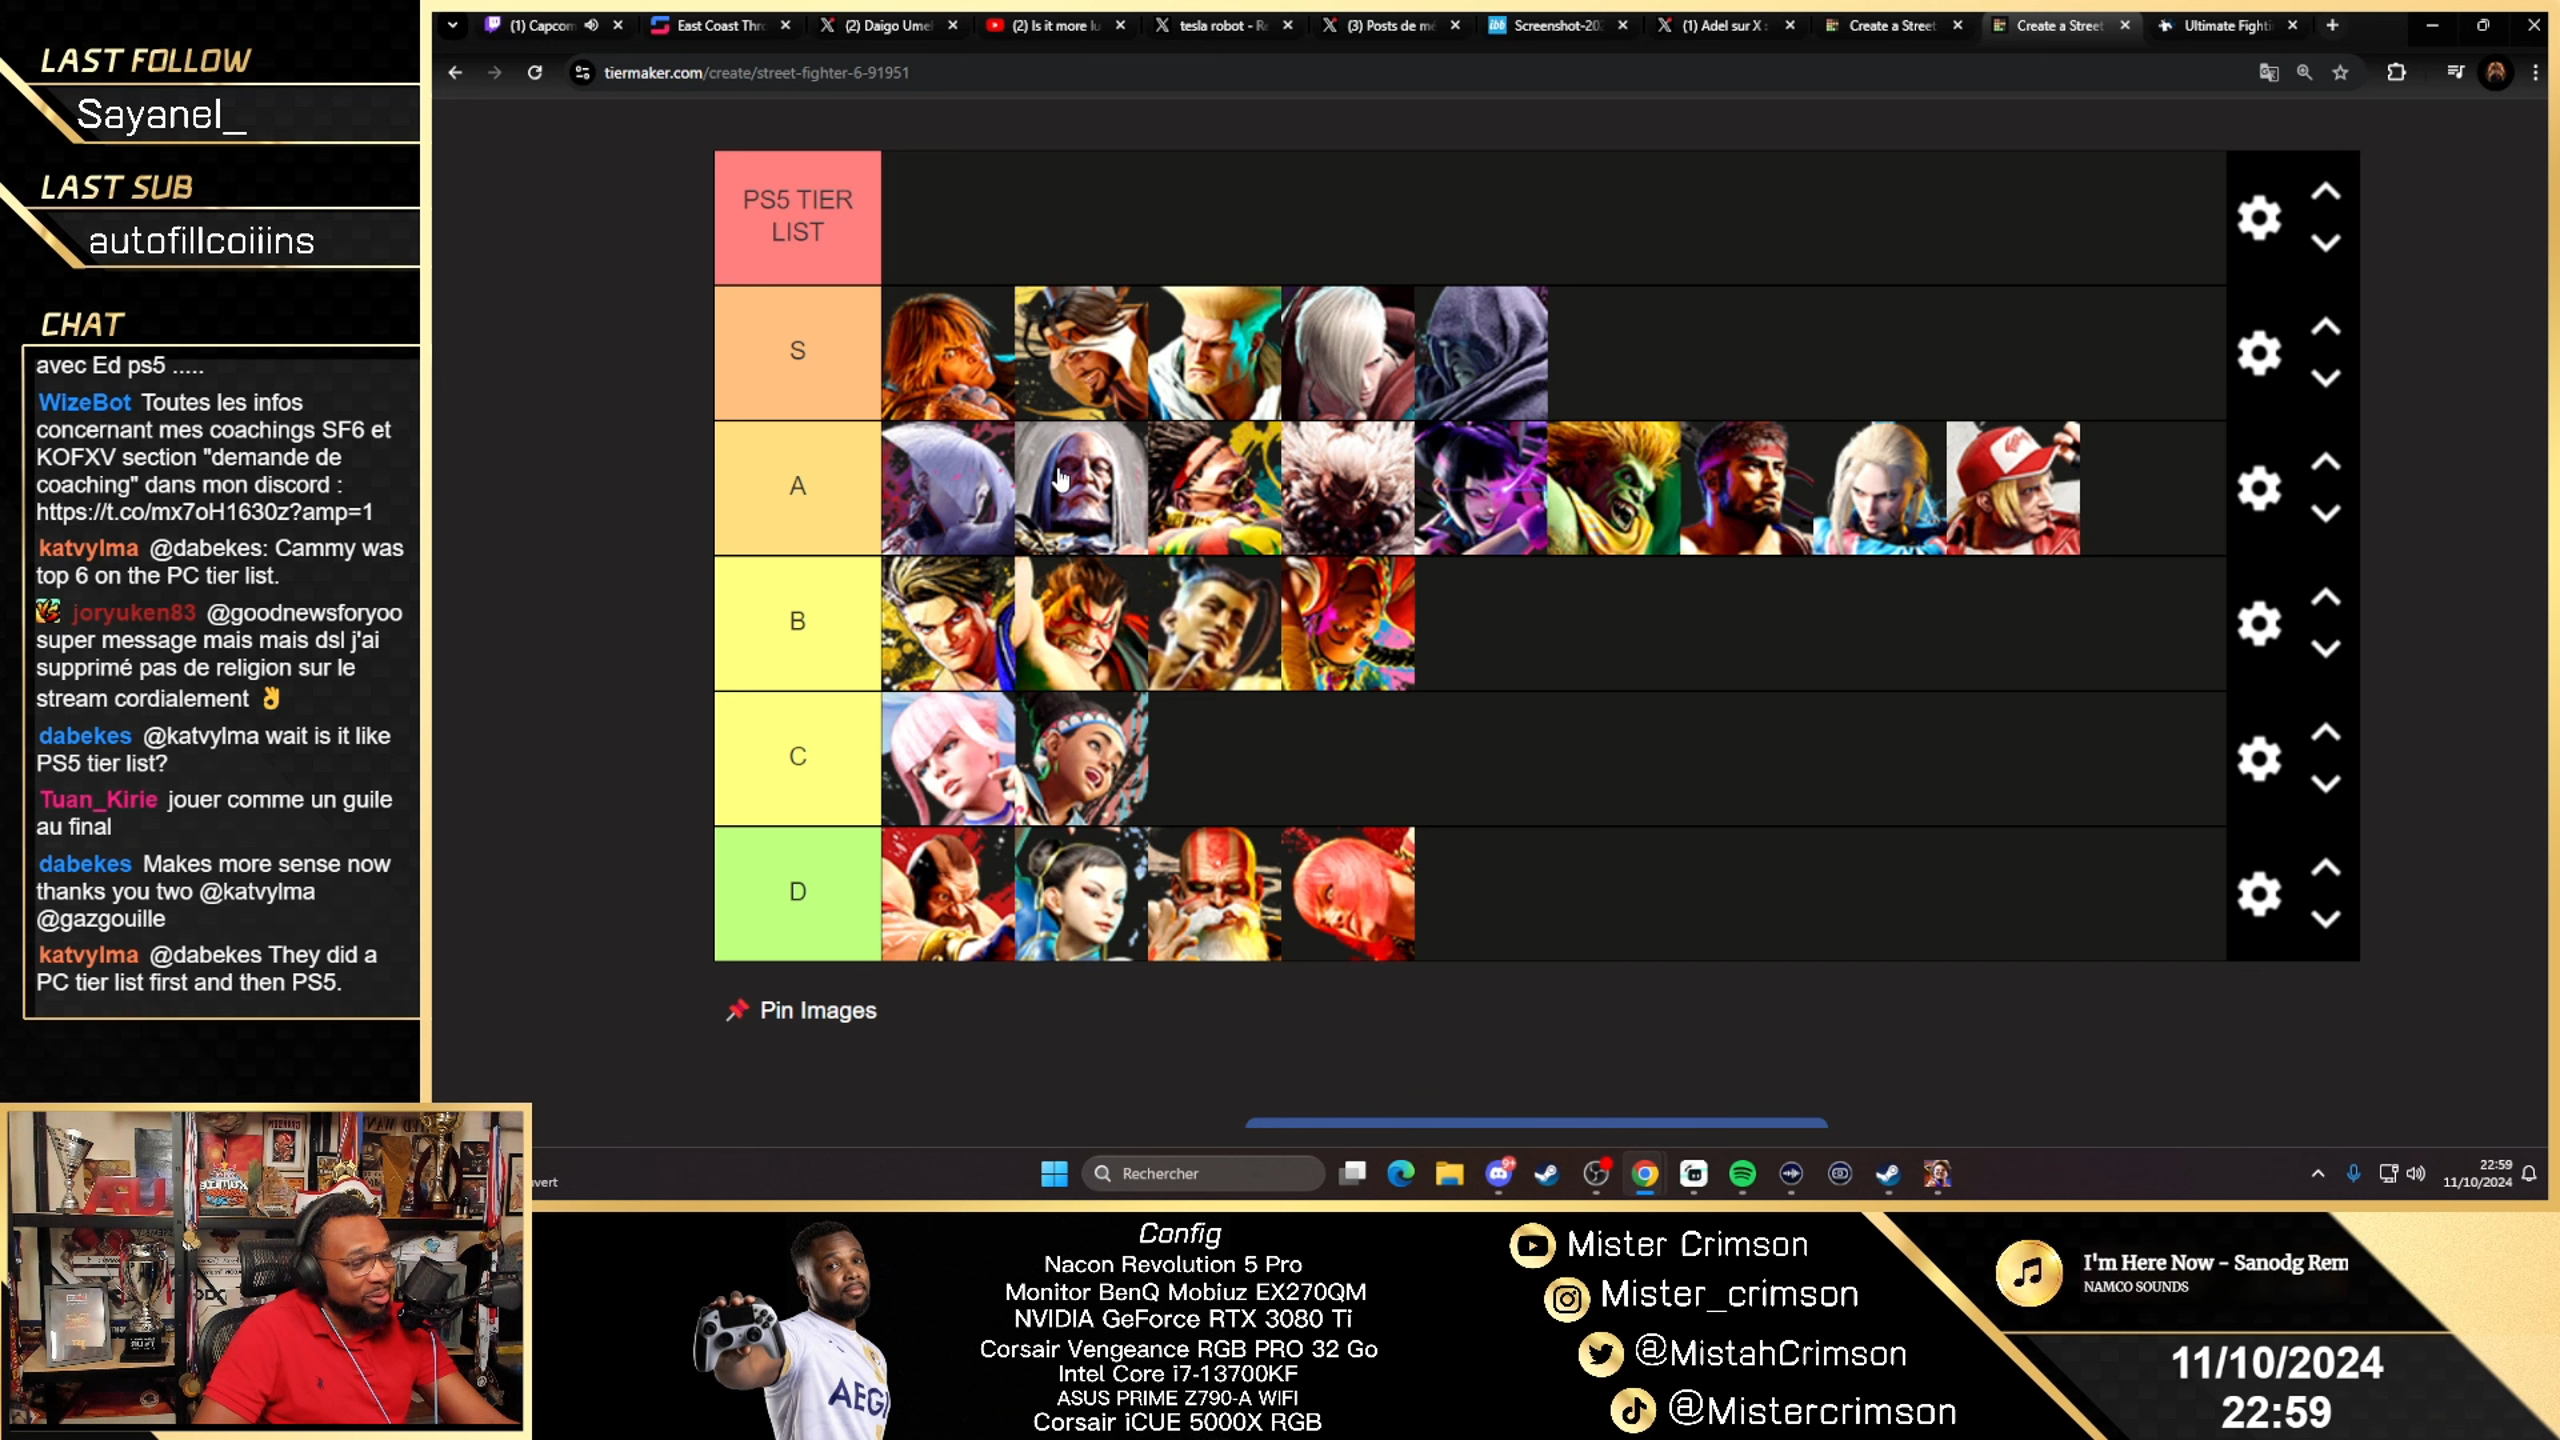 LAST FOLLOW
Sayanel_
LAST SUB
autofillcoiiins
CHAT
avec Ed ps5 .....
WizeBot Toutes les infos
concernant mes coachings SF6 et
KOFXV section "demande de
coaching" dans mon discord :
https://t.co/mx7oH1630z?amp=1
katvylma @dabekes: Cammy was
top 6 on the PC tier list.
joryuken83 @goodnewsforyoo
super message mais mais dsl j'ai
supprimé pas de religion sur le
stream cordialement 👌
dabekes @katvylma wait is it like
PS5 tier list?
Tuan_Kirie jouer comme un guile
au final
dabekes Makes more sense now
thanks you two @katvylma
@gazgouille
katvylma @dabekes They did a
PC tier list first and then PS5.
(1) Capcom
East Coast Thro
(2) Daigo Ume
(2) Is it more lu
tesla robot - Re
(3) Posts de me
ibb Screenshot-202
(1) Adel sur X :
Create a Street
Create a Street
Ultimate Fighti
tiermaker.com/create/street-fighter-6-91951
PS5 TIER
LIST
S
A
B
C
D
Pin Images
uvert
Rechercher
22:59
11/10/2024
Config
Nacon Revolution 5 Pro
Monitor BenQ Mobiuz EX270QM
NVIDIA GeForce RTX 3080 Ti
Corsair Vengeance RGB PRO 32 Go
Intel Core i7-13700KF
ASUS PRIME Z790-A WIFI
Corsair iCUE 5000X RGB
AEGI
Mister Crimson
Mister_crimson
@MistahCrimson
@Mistercrimson
I'm Here Now - Sanodg Rem
NAMCO SOUNDS
11/10/2024
22:59